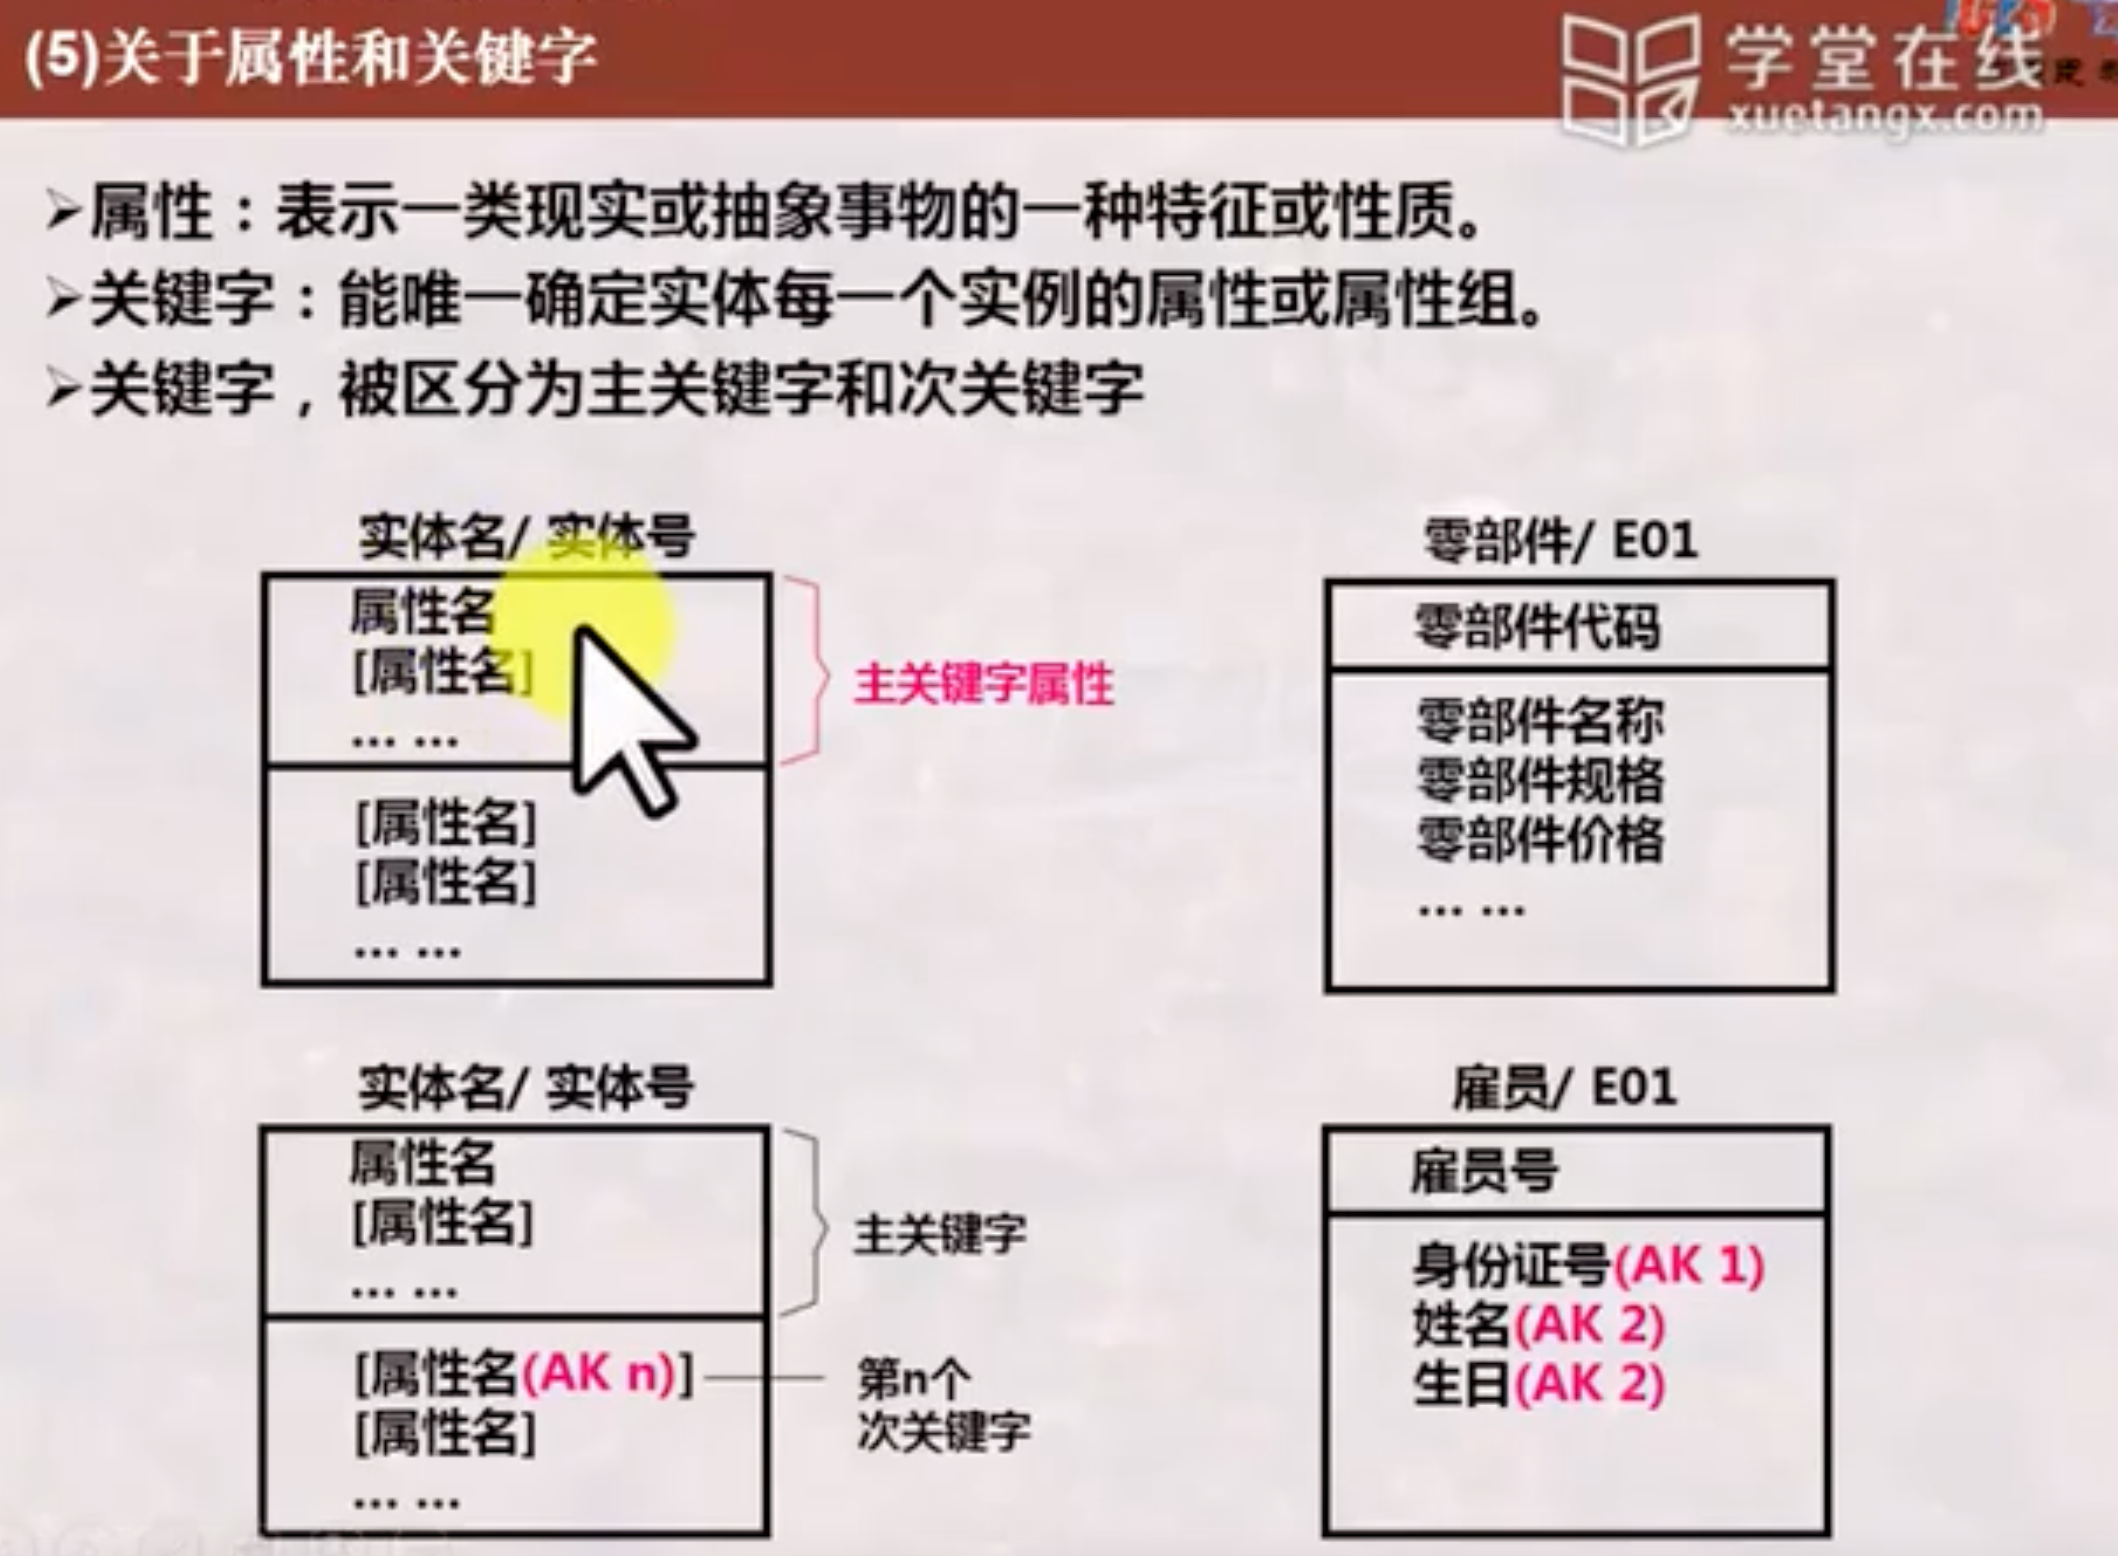 (5)关于属性和关键字
学堂在线
xuetangx.com
➢属性：表示一类现实或抽象事物的一种特征或性质。
➢关键字：能唯一确定实体每一个实例的属性或属性组。
➢关键字，被区分为主关键字和次关键字
实体名/ 实体号
属性名
[属性名]
... ...
主关键字属性
[属性名]
[属性名]
... ...
零部件/ E01
零部件代码
零部件名称
零部件规格
零部件价格
... ...
实体名/ 实体号
属性名
[属性名]
... ...
主关键字
[属性名(AK n)]
第n个
次关键字
[属性名]
... ...
雇员/ E01
雇员号
身份证号(AK 1)
姓名(AK 2)
生日(AK 2)